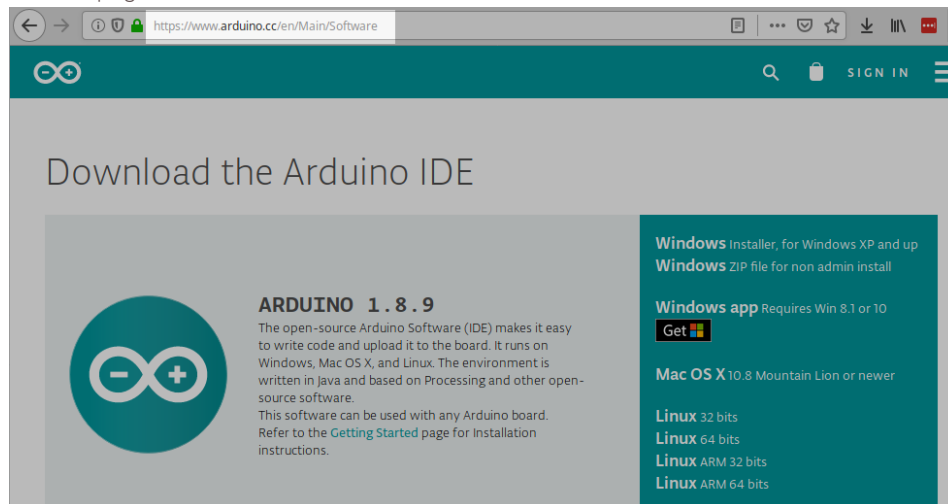 https://www.arduino.cc/en/Main/Software
SIGN IN
Download the Arduino IDE
ARDUINO 1.8.9
The open-source Arduino Software (IDE) makes it easy
to write code and upload it to the board. It runs on
Windows, Mac OS X, and Linux. The environment is
written in Java and based on Processing and other open-
source software.
This software can be used with any Arduino board.
Refer to the Getting Started page for Installation
instructions.
Windows Installer, for Windows XP and up
Windows ZIP file for non admin install
Windows app Requires Win 8.1 or 10
Get
Mac OS X 10.8 Mountain Lion or newer
Linux 32 bits
Linux 64 bits
Linux ARM 32 bits
Linux ARM 64 bits